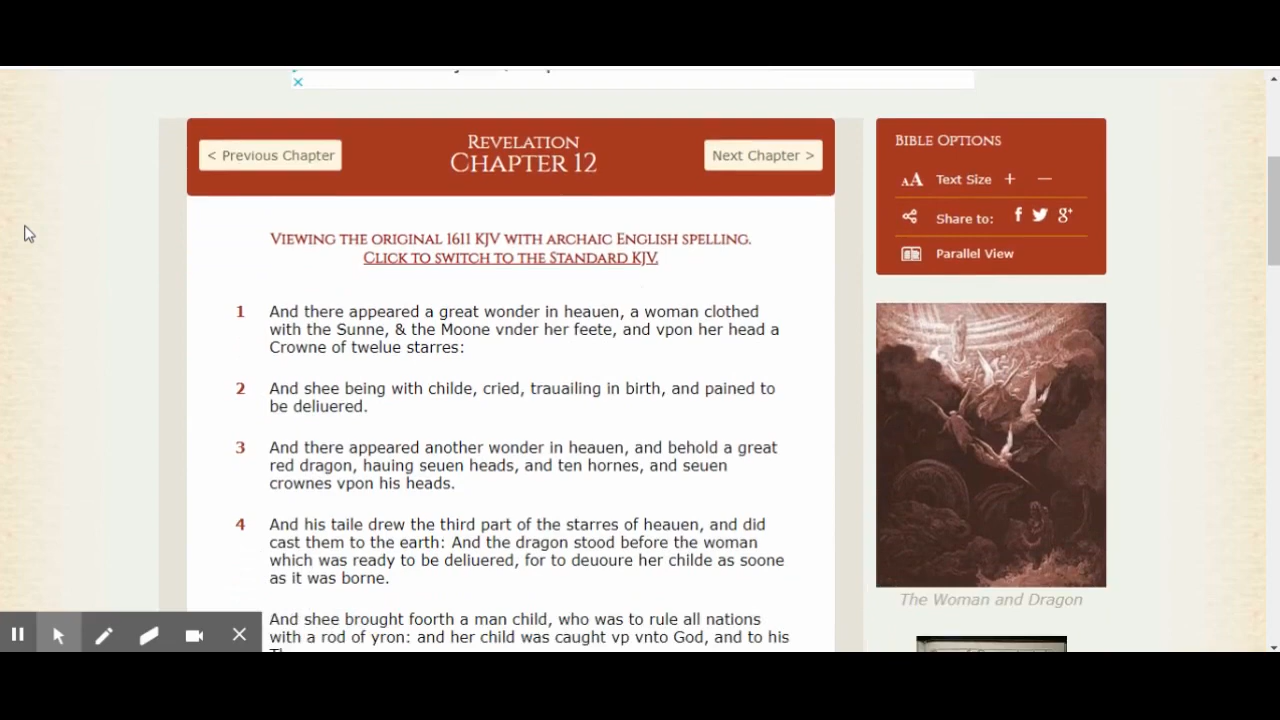 Revelation
Chapter 12
< Previous Chapter
Next Chapter >
Viewing the original 1611 KJV with archaic English spelling.
Click to switch to the Standard KJV.
1 And there appeared a great wonder in heauen, a woman clothed
with the Sunne, & the Moone vnder her feete, and vpon her head a
Crowne of twelue starres:
2 And shee being with childe, cried, trauailing in birth, and pained to
be deliuered.
3 And there appeared another wonder in heauen, and behold a great
red dragon, hauing seuen heads, and ten hornes, and seuen
crownes vpon his heads.
4 And his taile drew the third part of the starres of heauen, and did
cast them to the earth: And the dragon stood before the woman
which was ready to be deliuered, for to deuoure her childe as soone
as it was borne.
And shee brought foorth a man child, who was to rule all nations
with a rod of yron: and her child was caught vp vnto God, and to his
Bible Options
AA Text Size + −
Share to: f g+
Parallel View
The Woman and Dragon